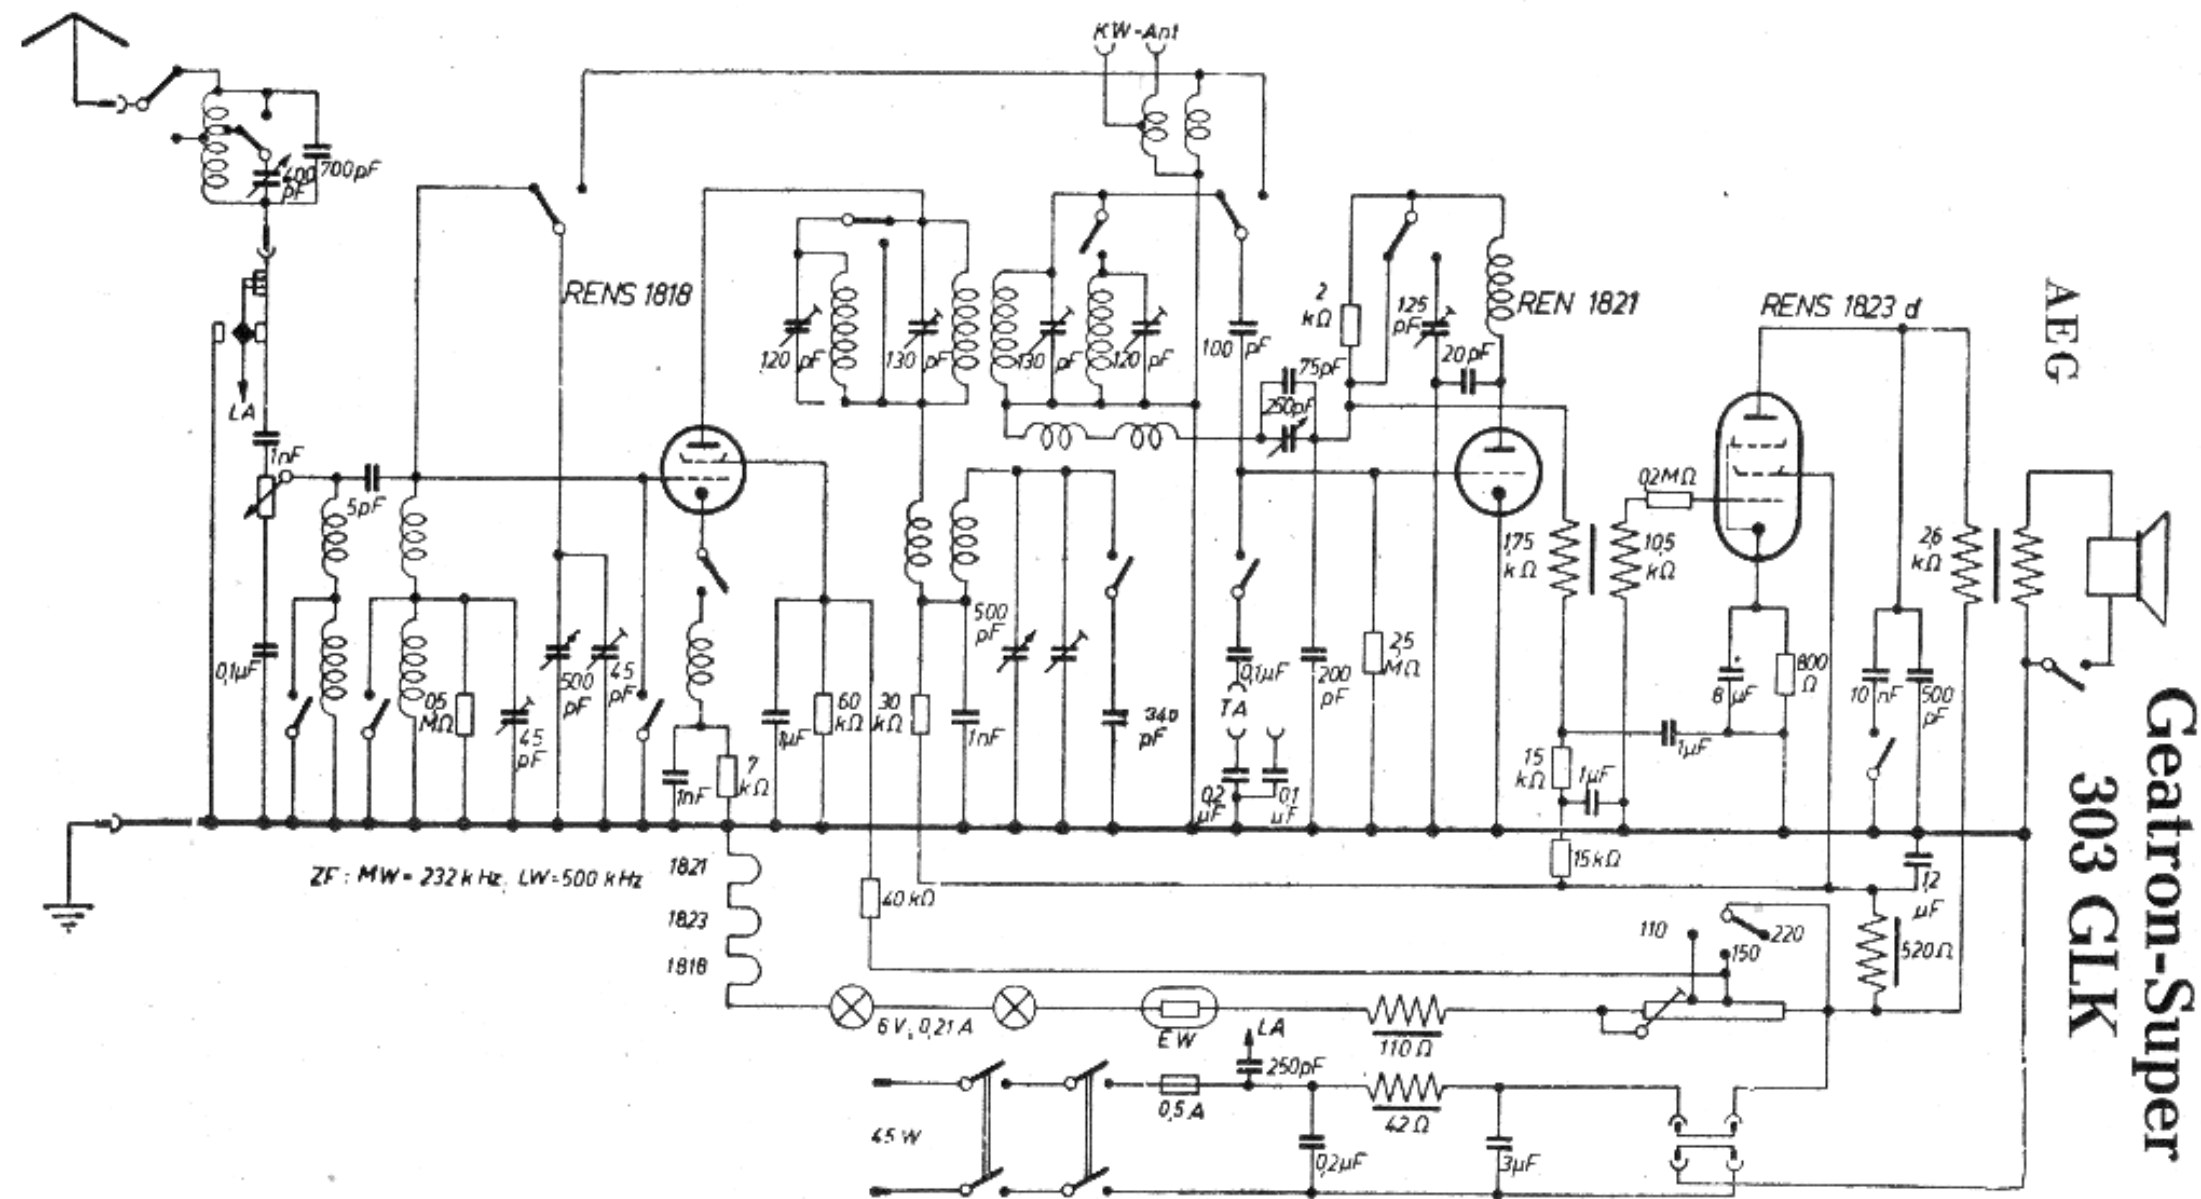 KW-Ant
400
pF
700pF
RENS 1818
120 pF
130 pF
130 pF
120 pF
100 pF
2
kΩ
125
pF
20pF
75pF
250pF
REN 1821
RENS 1823 d
AEG
LA
1nF
5pF
0,1µF
0,5
MΩ
45
pF
500
pF
45
pF
1nF
7
kΩ
1µF
60
kΩ
30
kΩ
1nF
500
pF
340
pF
0,1µF
TA
0,2
µF
0,1
µF
200
pF
2,5
MΩ
1,75
kΩ
10,5
kΩ
0,2MΩ
15
kΩ
1µF
1µF
15kΩ
8 µF
800
Ω
10 nF
500
pF
2,6
kΩ
1,2
µF
520Ω
ZF: MW = 232 kHz, LW = 500 kHz
1821
1823
1818
40 kΩ
6 V; 0,21 A
EW
110 Ω
110
150
220
LA
250pF
0,5 A
42 Ω
45 W
0,2µF
3µF
Geatron-Super
303 GLK